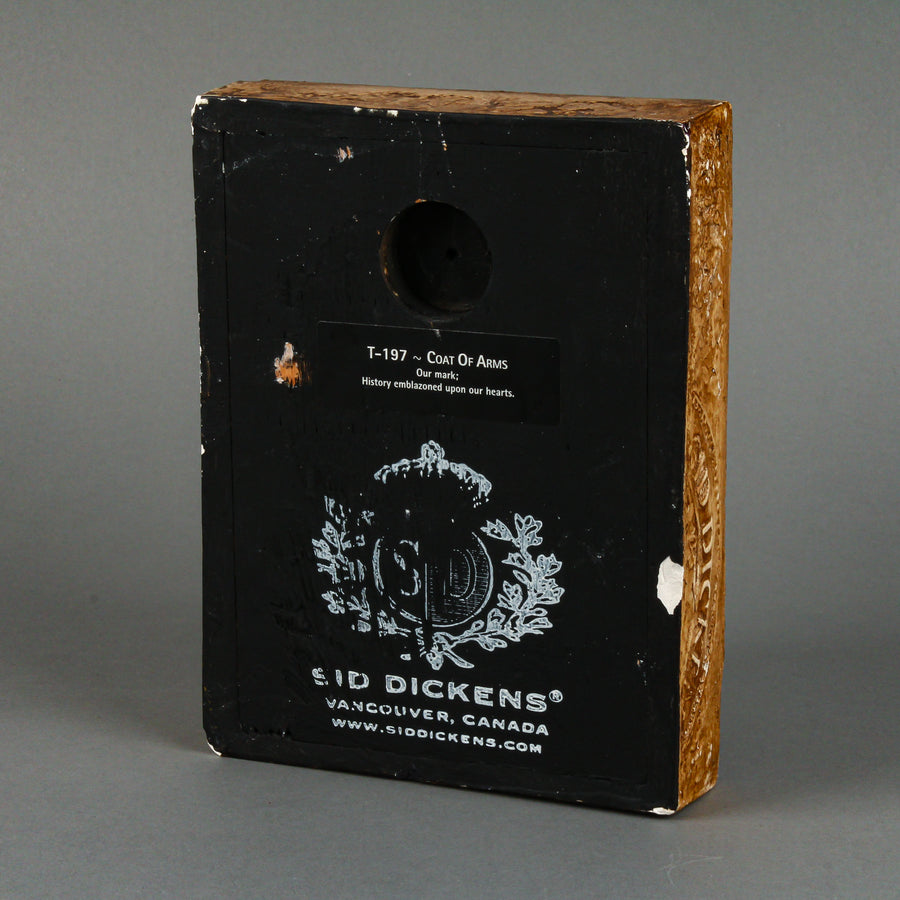 T-197 ~ COAT OF ARMS
Our mark;
History emblazoned upon our hearts.
SD
SID DICKENS®
VANCOUVER, CANADA
WWW.SIDDICKENS.COM